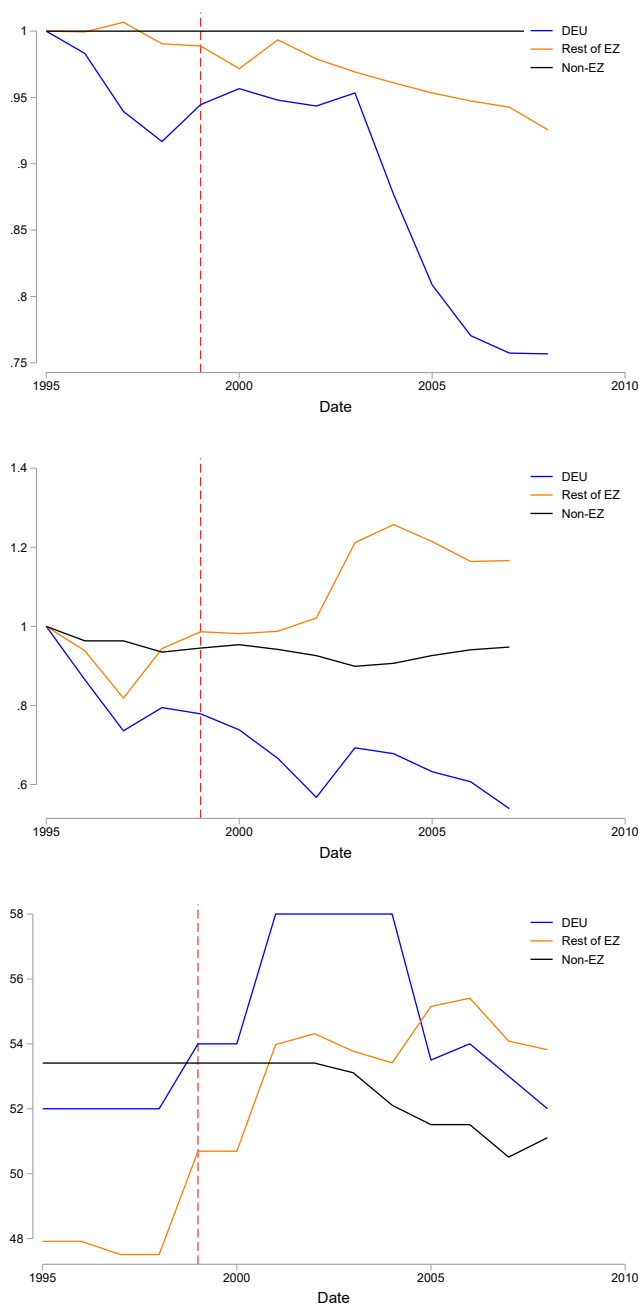 1
.95
.9
.85
.8
.75
1995
2000
2005
2010
Date
DEU
Rest of EZ
Non-EZ
1.4
1.2
1
.8
.6
1995
2000
2005
2010
Date
DEU
Rest of EZ
Non-EZ
58
56
54
52
50
48
1995
2000
2005
2010
Date
DEU
Rest of EZ
Non-EZ